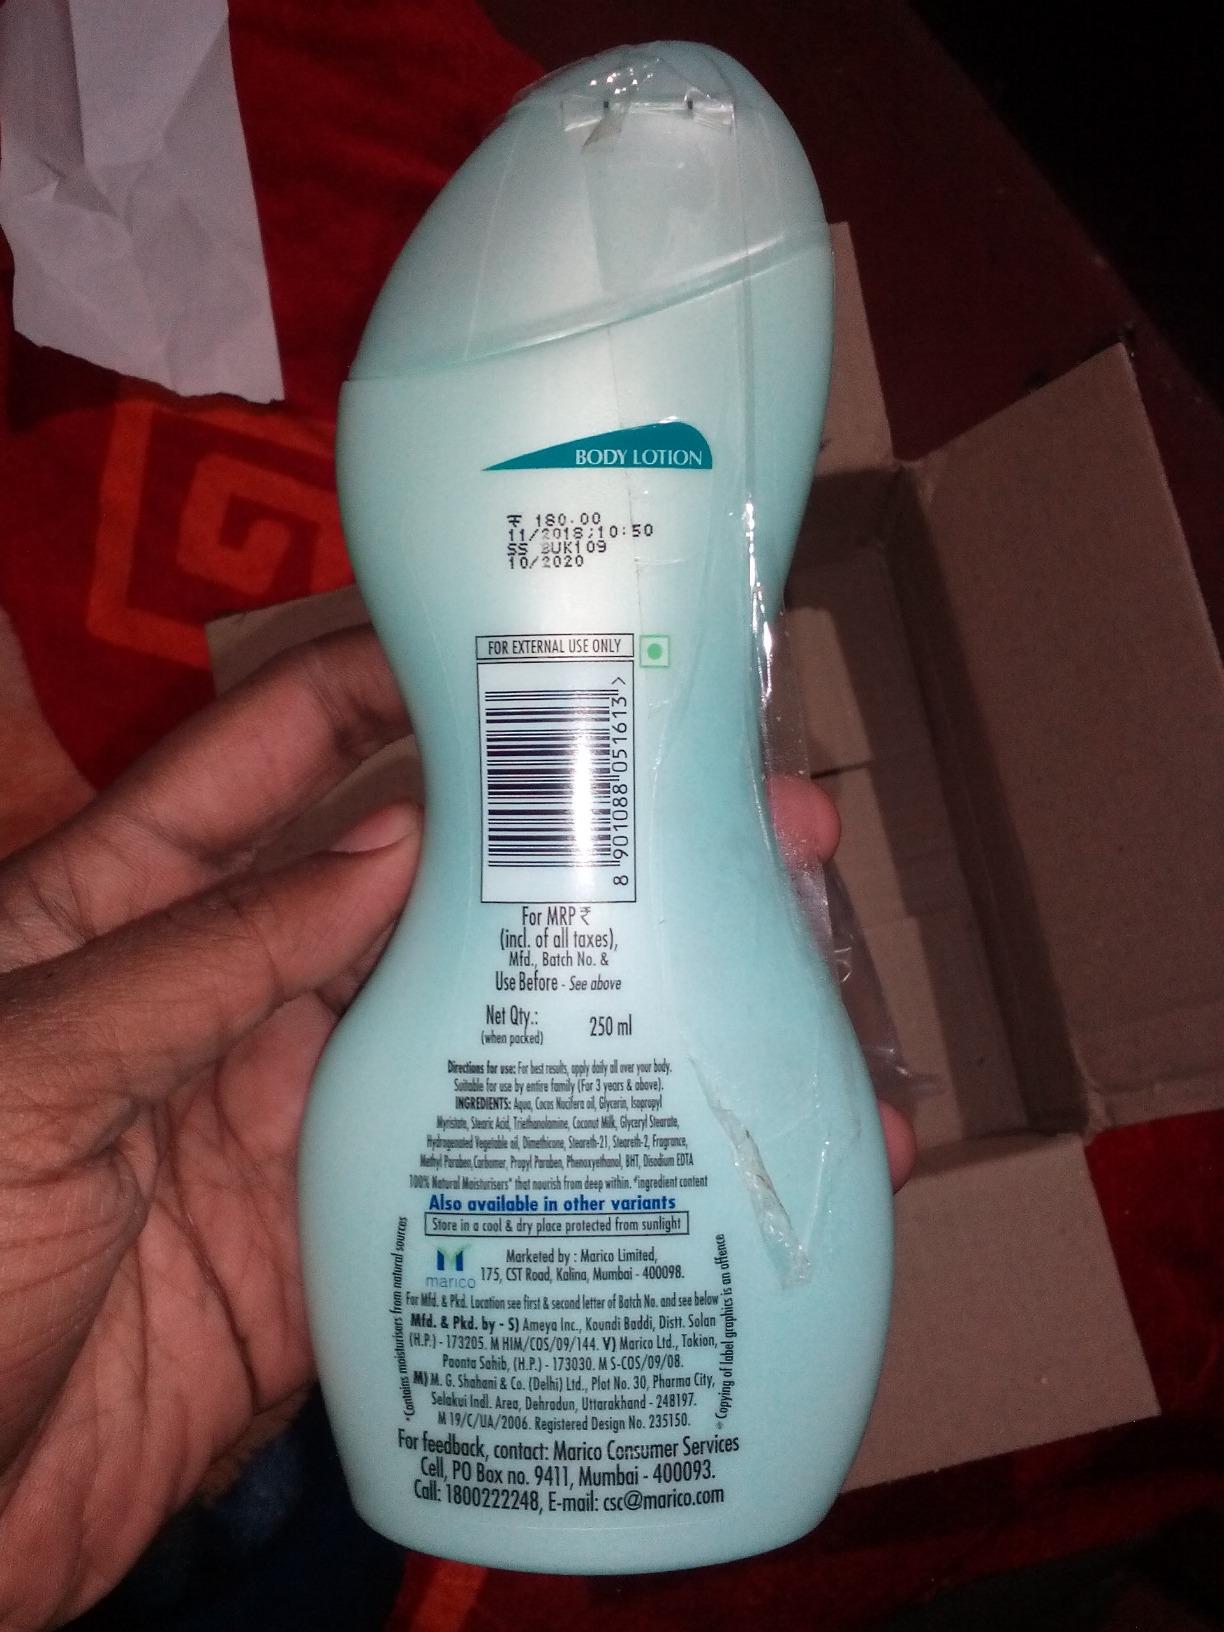 BODY LOTION
₹ 180.00
11/2018;10:50
SS BUK109
10/2020
FOR EXTERNAL USE ONLY
8 901088 051613 >
For MRP ₹
(incl. of all taxes),
Mfd., Batch No. &
Use Before - See above
Net Qty.: 250 ml
(when packed)
Directions for use: For best results, apply daily all over your body.
Suitable for use by entire family (For 3 years & above).
INGREDIENTS: Aqua, Cocos Nucifera oil, Glycerin, Isopropyl
Myristate, Stearic Acid, Triethanolamine, Coconut Milk, Glyceryl Stearate,
Hydrogenated Vegetable oil, Dimethicone, Steareth-21, Steareth-2, Fragrance,
Methyl Paraben, Carbomer, Propyl Paraben, Phenoxyethanol, BHT, Disodium EDTA
100% Natural Moisturisers* that nourish from deep within. *ingredient content
Also available in other variants
Store in a cool & dry place protected from sunlight
marico
Marketed by : Marico Limited,
175, CST Road, Kalina, Mumbai - 400098.
For Mfd. & Pkd. Location see first & second letter of Batch No. and see below
Mfd. & Pkd. by - S) Ameya Inc., Koundi Baddi, Distt. Solan
(H.P.) - 173205. M HIM/COS/09/144. V) Marico Ltd., Tokion,
Paonta Sahib, (H.P.) - 173030. M S-COS/09/08.
M) M. G. Shahani & Co. (Delhi) Ltd., Plot No. 30, Pharma City,
Selakui Indl. Area, Dehradun, Uttarakhand - 248197.
M 19/C/UA/2006. Registered Design No. 235150.
*Contains moisturisers from natural sources
Copying of label graphics is an offence
For feedback, contact: Marico Consumer Services
Cell, PO Box no. 9411, Mumbai - 400093.
Call: 1800222248, E-mail: csc@marico.com